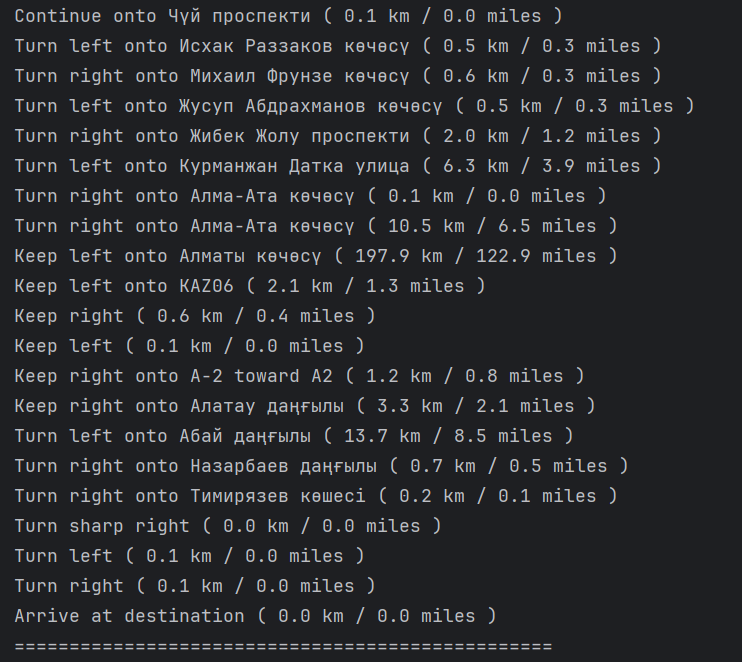 Continue onto Чүй проспекти ( 0.1 km / 0.0 miles )
Turn left onto Исхак Раззаков көчөсү ( 0.5 km / 0.3 miles )
Turn right onto Михаил Фрунзе көчөсү ( 0.6 km / 0.3 miles )
Turn left onto Жусуп Абдрахманов көчөсү ( 0.5 km / 0.3 miles )
Turn right onto Жибек Жолу проспекти ( 2.0 km / 1.2 miles )
Turn left onto Курманжан Датка улица ( 6.3 km / 3.9 miles )
Turn right onto Алма-Ата көчөсү ( 0.1 km / 0.0 miles )
Turn right onto Алма-Ата көчөсү ( 10.5 km / 6.5 miles )
Keep left onto Алматы көчөсү ( 197.9 km / 122.9 miles )
Keep left onto KAZ06 ( 2.1 km / 1.3 miles )
Keep right ( 0.6 km / 0.4 miles )
Keep left ( 0.1 km / 0.0 miles )
Keep right onto A-2 toward A2 ( 1.2 km / 0.8 miles )
Keep right onto Алатау даңғылы ( 3.3 km / 2.1 miles )
Turn left onto Абай даңғылы ( 13.7 km / 8.5 miles )
Turn right onto Назарбаев даңғылы ( 0.7 km / 0.5 miles )
Turn right onto Тимирязев көшесі ( 0.2 km / 0.1 miles )
Turn sharp right ( 0.0 km / 0.0 miles )
Turn left ( 0.1 km / 0.0 miles )
Turn right ( 0.1 km / 0.0 miles )
Arrive at destination ( 0.0 km / 0.0 miles )
=================================================